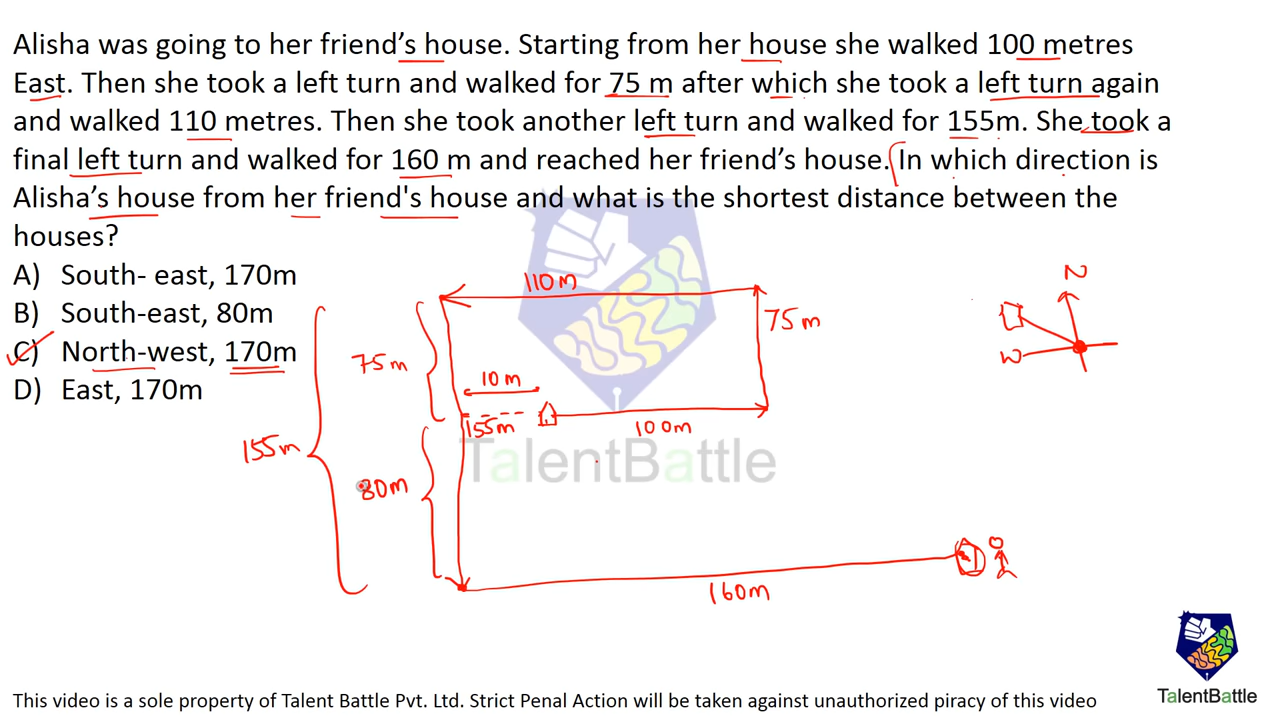 Alisha was going to her friend's house. Starting from her house she walked 100 metres
East. Then she took a left turn and walked for 75 m after which she took a left turn again
and walked 110 metres. Then she took another left turn and walked for 155m. She took a
final left turn and walked for 160 m and reached her friend's house. In which direction is
Alisha's house from her friend's house and what is the shortest distance between the
houses?
A) South- east, 170m
B) South-east, 80m
C) North-west, 170m
D) East, 170m
110m
N
75m
W
75m
10m
155m
100m
155m
TalentBattle
80m
160m
TalentBattle
This video is a sole property of Talent Battle Pvt. Ltd. Strict Penal Action will be taken against unauthorized piracy of this video